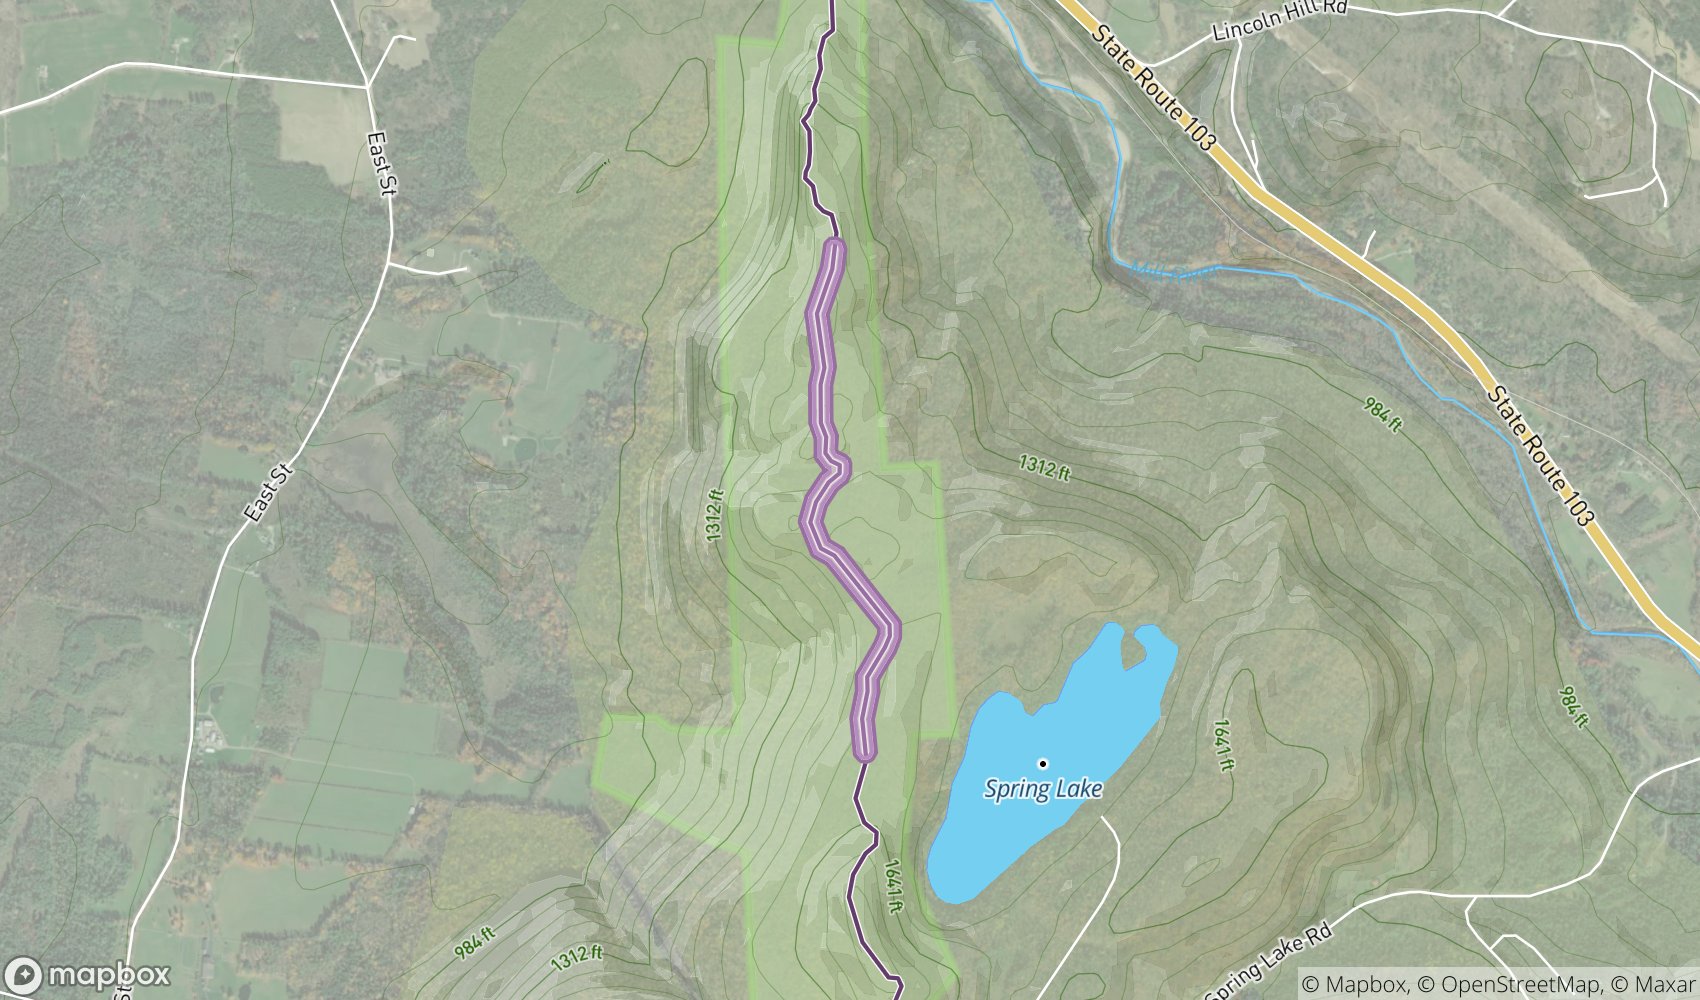 Lincoln Hill Rd
State Route 103
East St
Mill River
984 ft
East St
1312 ft
State Route 103
1312 ft
984 ft
1641 ft
Spring Lake
1641 ft
984 ft
1312 ft
Spring Lake Rd
St
mapbox
© Mapbox, © OpenStreetMap, © Maxar